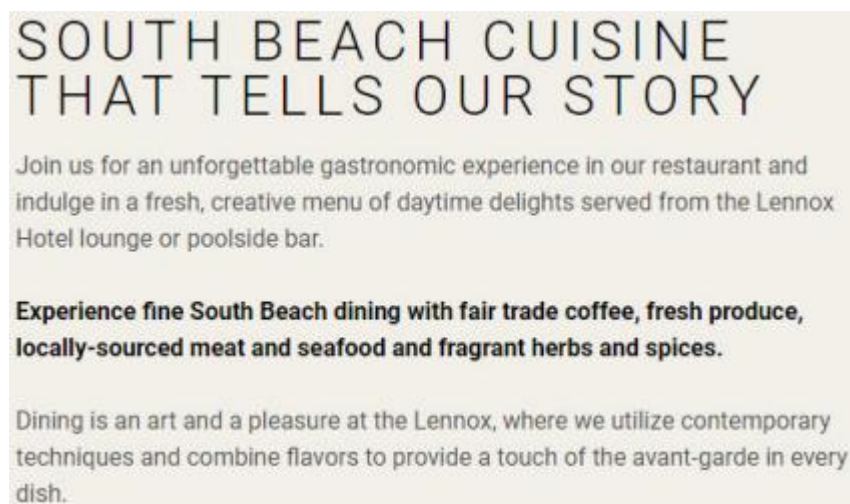 SOUTH BEACH CUISINE
THAT TELLS OUR STORY
Join us for an unforgettable gastronomic experience in our restaurant and
indulge in a fresh, creative menu of daytime delights served from the Lennox
Hotel lounge or poolside bar.
Experience fine South Beach dining with fair trade coffee, fresh produce,
locally-sourced meat and seafood and fragrant herbs and spices.
Dining is an art and a pleasure at the Lennox, where we utilize contemporary
techniques and combine flavors to provide a touch of the avant-garde in every
dish.